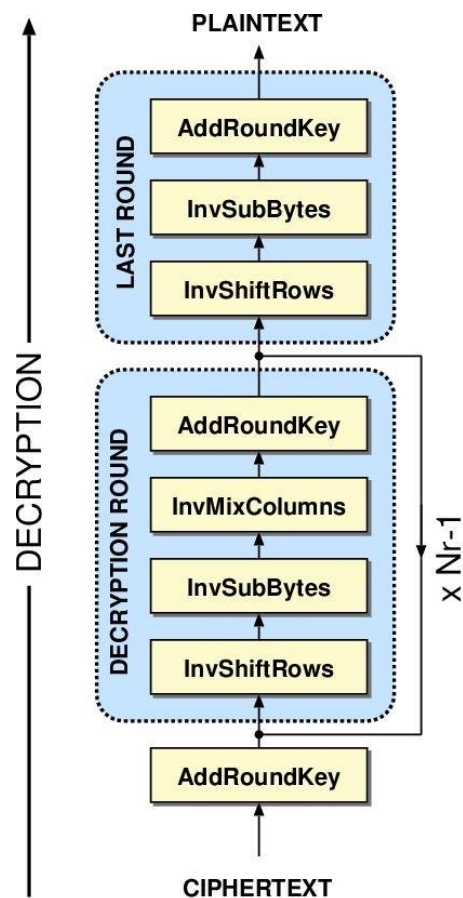 PLAINTEXT
AddRoundKey
InvSubBytes
InvShiftRows
LAST ROUND
AddRoundKey
InvMixColumns
InvSubBytes
InvShiftRows
DECRYPTION ROUND
x Nr-1
AddRoundKey
CIPHERTEXT
DECRYPTION